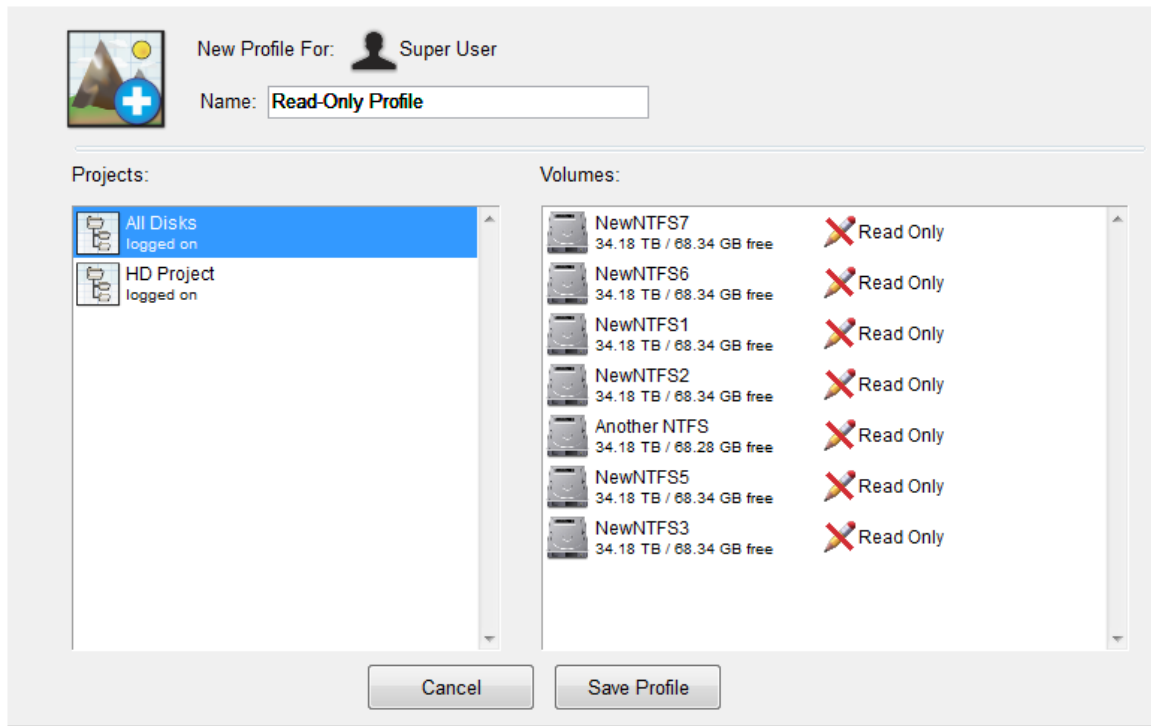 New Profile For: Super User
Name: Read-Only Profile
Projects:
All Disks
logged on
HD Project
logged on
Volumes:
NewNTFS7
34.18 TB / 68.34 GB free
Read Only
NewNTFS6
34.18 TB / 68.34 GB free
Read Only
NewNTFS1
34.18 TB / 68.34 GB free
Read Only
NewNTFS2
34.18 TB / 68.34 GB free
Read Only
Another NTFS
34.18 TB / 68.28 GB free
Read Only
NewNTFS5
34.18 TB / 68.34 GB free
Read Only
NewNTFS3
34.18 TB / 68.34 GB free
Read Only
Cancel
Save Profile